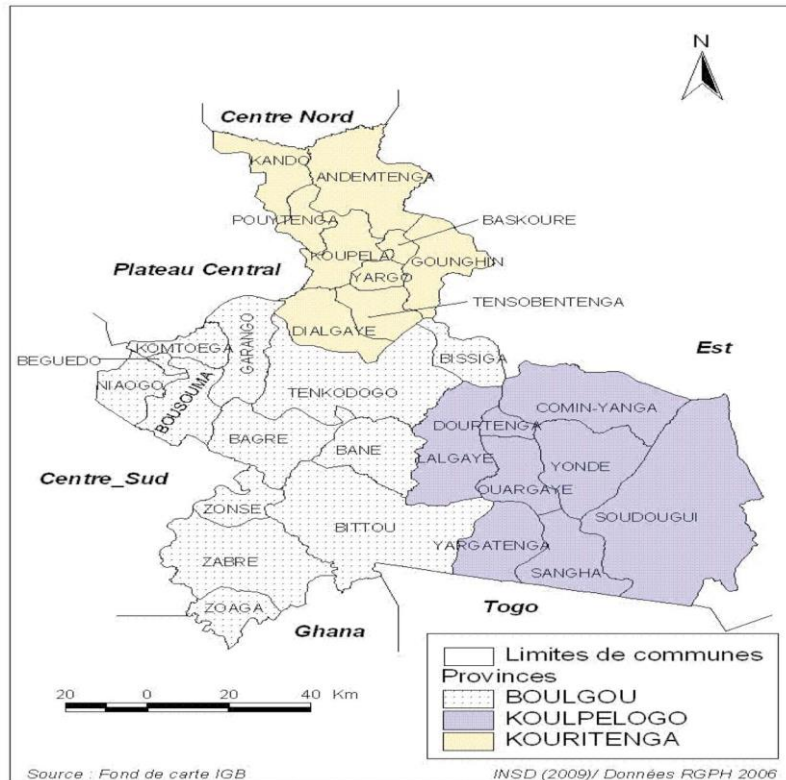 N
Centre Nord
KANDO
ANDEMTENGA
POUYTENGA
BASKOURE
KOUPELA
GOUNGHIN
YARGO
Plateau Central
TENSOBENTENGA
DIALGAYE
KOMTOEGA
GARANGO
BISSIGA
Est
BEGUEDO
NIAOGO
BOUSOUMA
TENKODOGO
COMIN-YANGA
DOURTENGA
BAGRE
BANE
LALGAYE
YONDE
Centre_Sud
OUARGAYE
ZONSE
BITTOU
SOUDOUGUI
YARGATENGA
ZABRE
SANGHA
ZOAGA
Togo
Ghana
Limites de communes
Provinces
BOULGOU
KOULPELOGO
KOURITENGA
20 0 20 40 Km
Source : Fond de carte IGB
INSD (2009)/ Données RGPH 2006